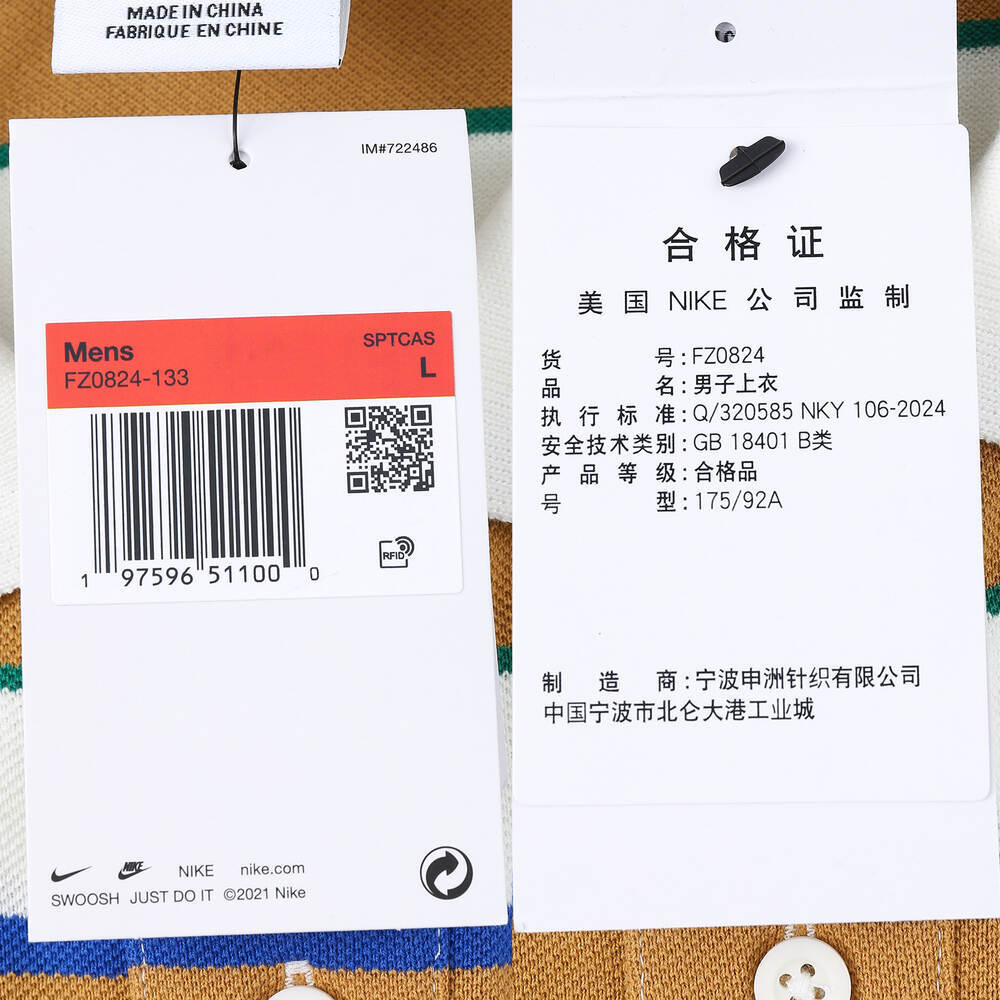 MADE IN CHINA
FABRIQUE EN CHINE
IM#722486
Mens
SPTCAS
FZ0824-133
L
1 97596 51100 0
RFID
NIKE
NIKE nike.com
SWOOSH JUST DO IT ©2021 Nike
合格证
美国 NIKE 公司监制
货号:FZ0824
品名:男子上衣
执行标准:Q/320585 NKY 106-2024
安全技术类别:GB 18401 B类
产品等级:合格品
号型:175/92A
制造商:宁波申洲针织有限公司
中国宁波市北仑大港工业城